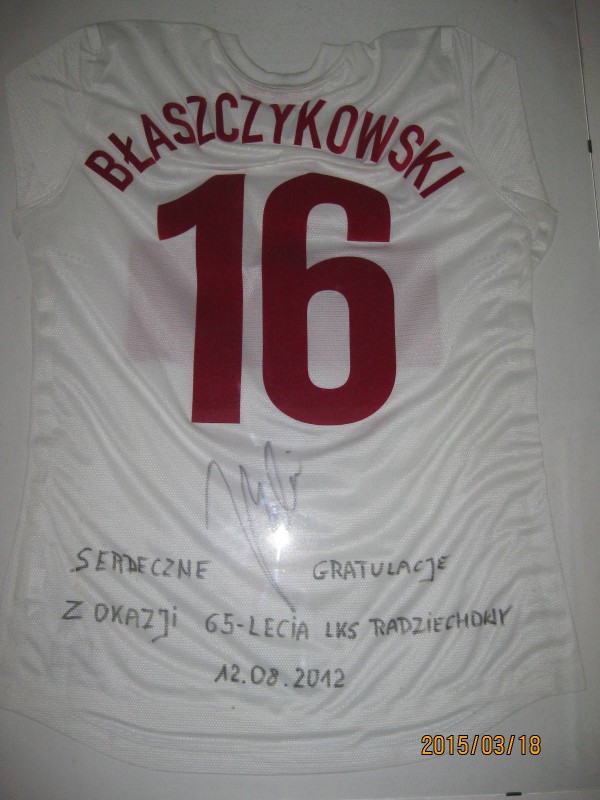 BŁASZCZYKOWSKI
16
SERDECZNE GRATULACJE
Z OKAZJI 65-LECIA LKS RADZIECHOWY
12.08.2012
2015/03/18